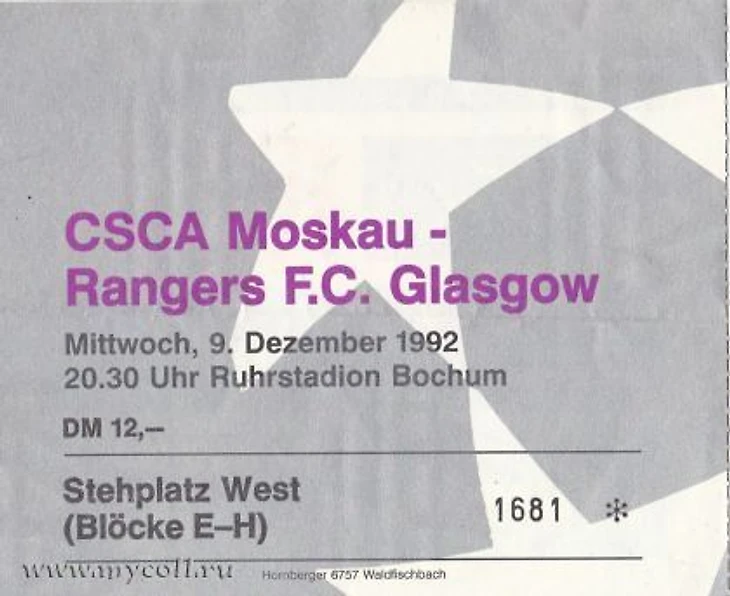 CSCA Moskau -
Rangers F.C. Glasgow
Mittwoch, 9. Dezember 1992
20.30 Uhr Ruhrstadion Bochum
DM 12,—
Stehplatz West
(Blöcke E–H)
1681 *
www.anycoll.ru
Hornberger 6757 Waldfischbach